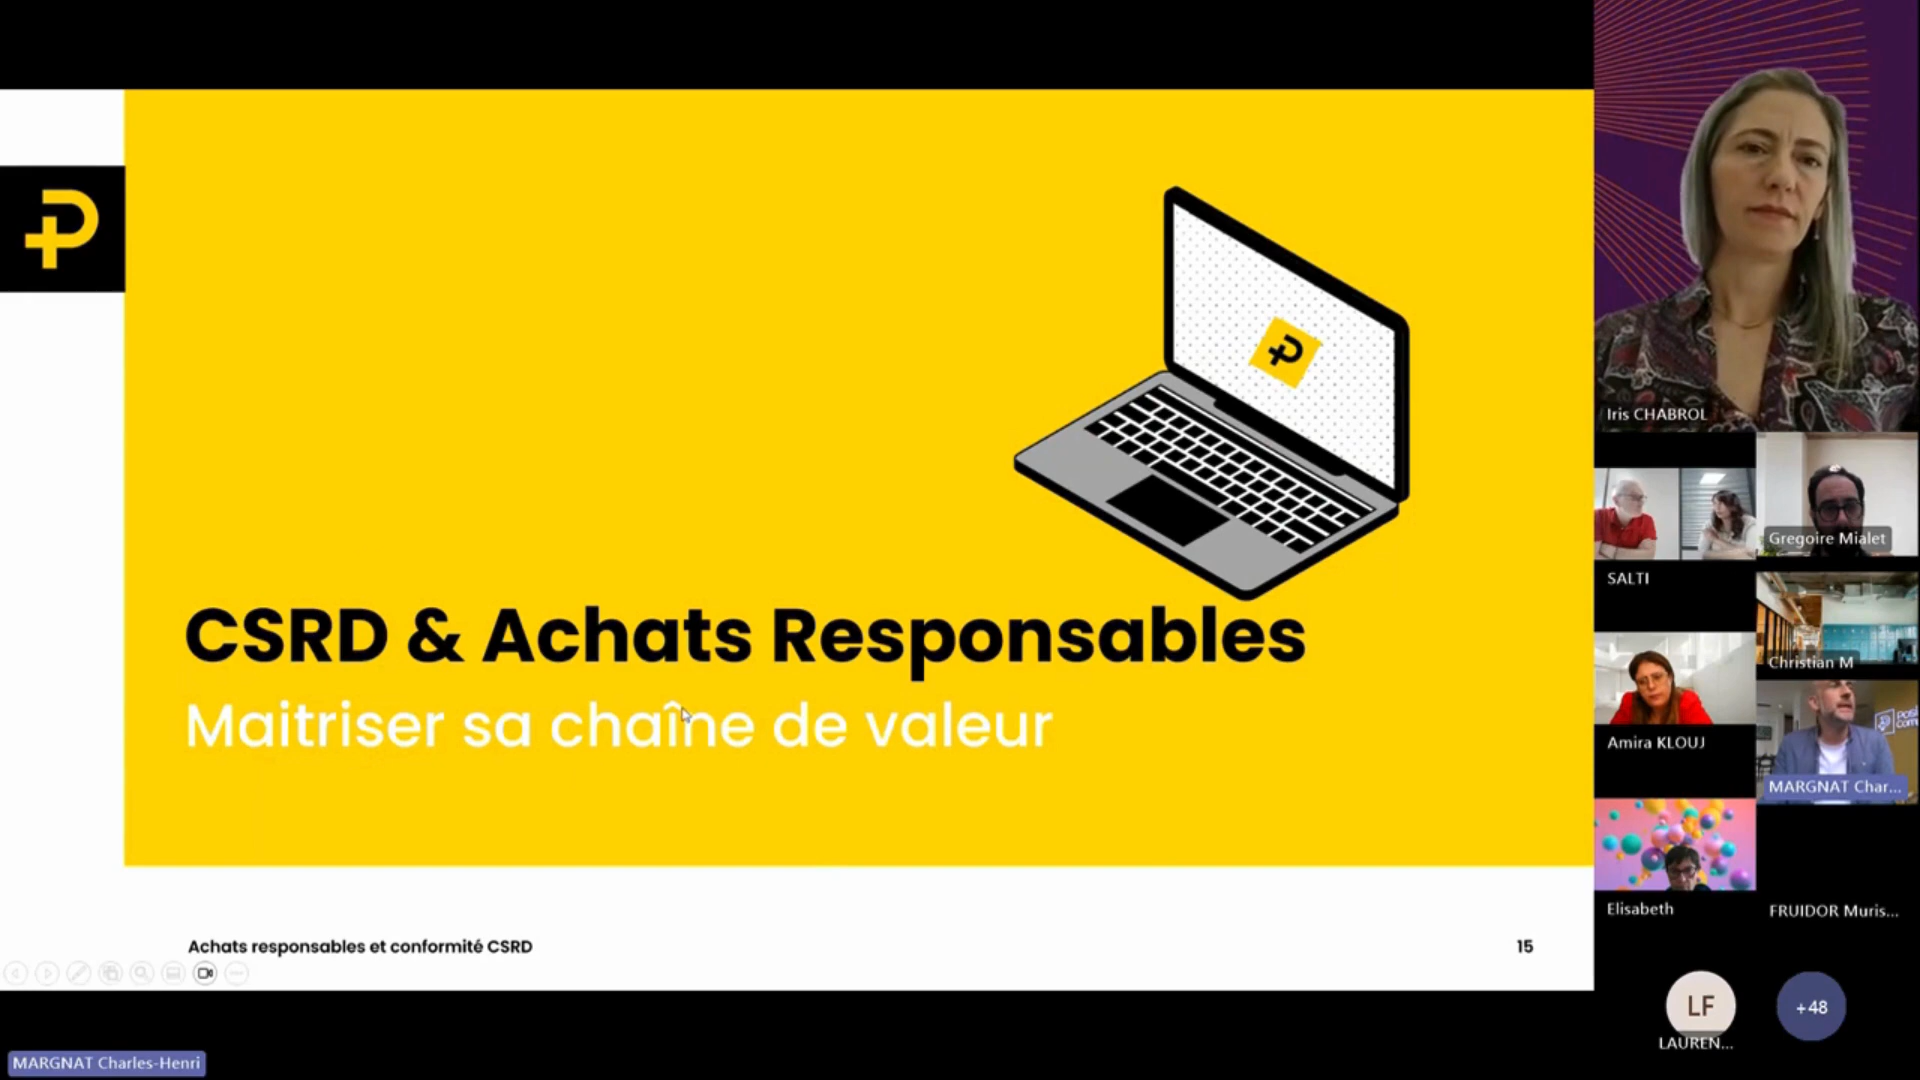 CSRD & Achats Responsables
Maitriser sa chaîne de valeur
Achats responsables et conformité CSRD
15
MARGNAT Charles-Henri
Iris CHABROL
SALTI
Gregoire Mialet
Christian M
Amira KLOUJ
MARGNAT Char...
Elisabeth
FRUIDOR Muris...
LF
LAUREN...
+48